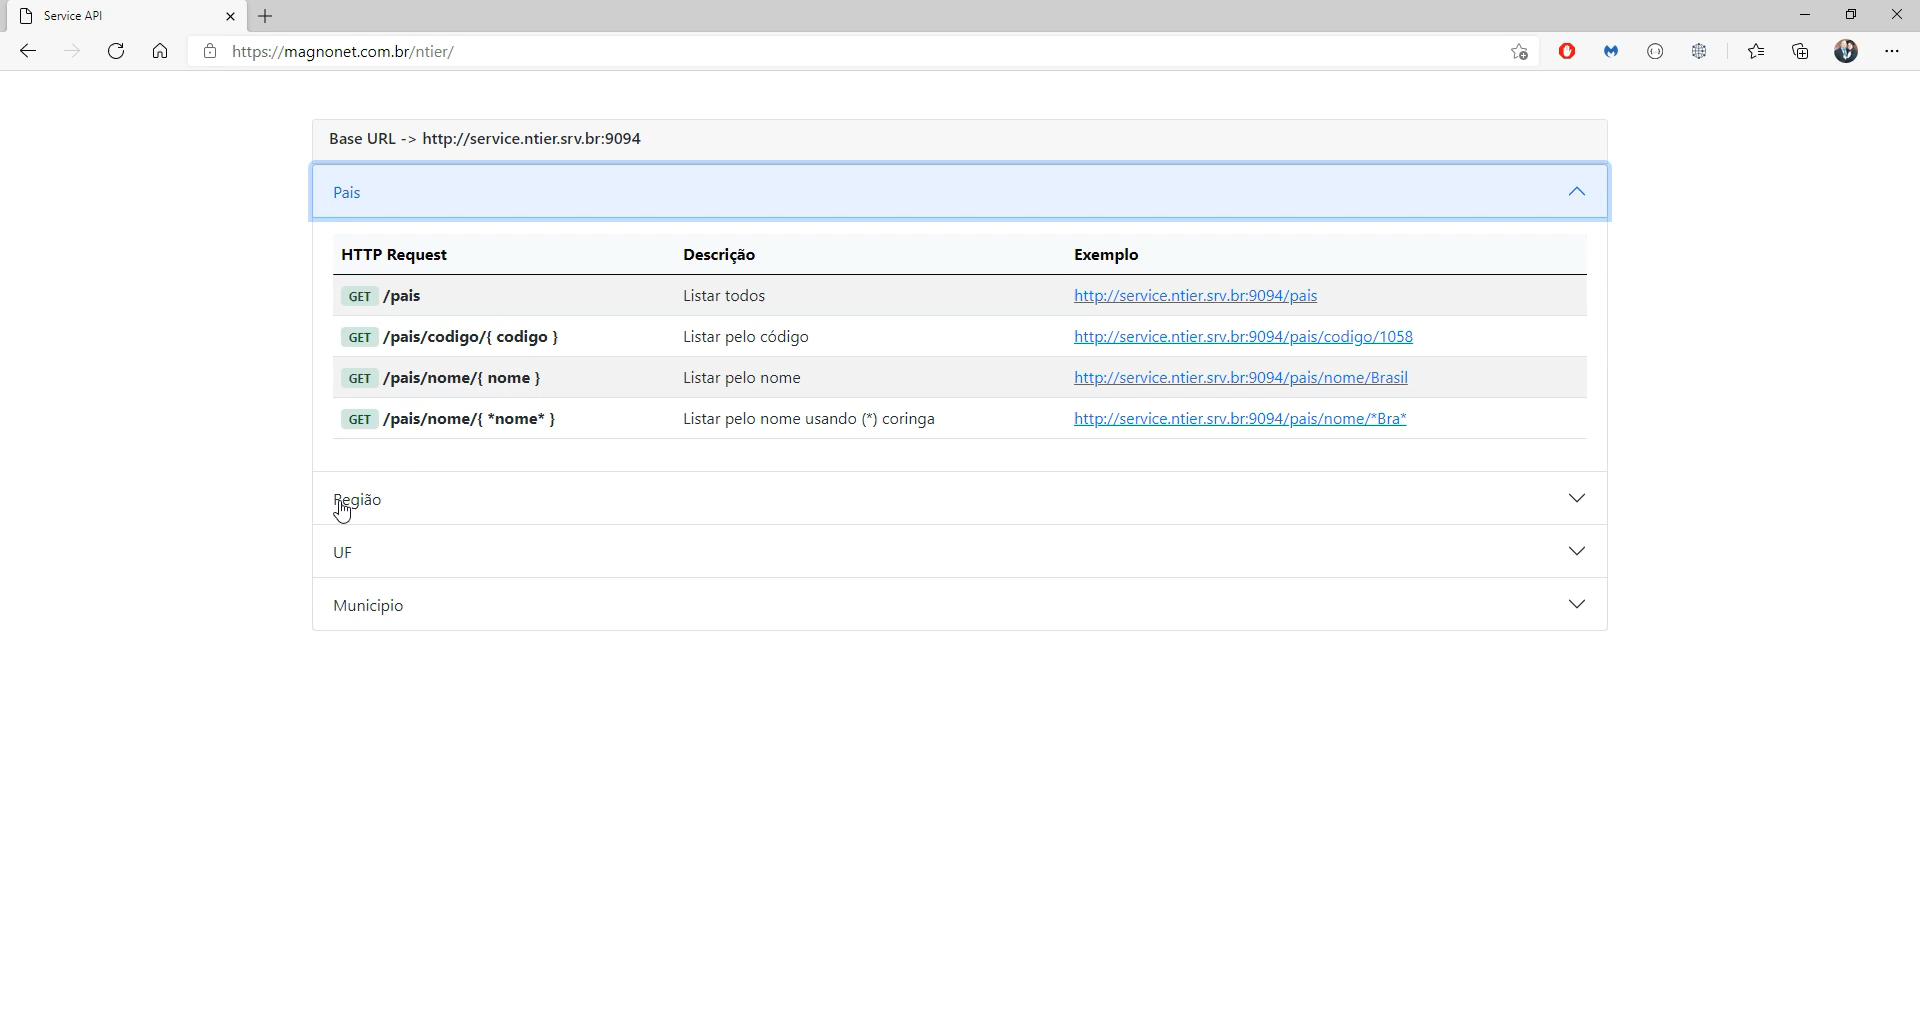 Service API
https://magnonet.com.br/ntier/
Base URL -> http://service.ntier.srv.br:9094
Pais
HTTP Request Descrição Exemplo
GET /pais Listar todos http://service.ntier.srv.br:9094/pais
GET /pais/codigo/{ codigo } Listar pelo código http://service.ntier.srv.br:9094/pais/codigo/1058
GET /pais/nome/{ nome } Listar pelo nome http://service.ntier.srv.br:9094/pais/nome/Brasil
GET /pais/nome/{ *nome* } Listar pelo nome usando (*) coringa http://service.ntier.srv.br:9094/pais/nome/*Bra*
Região
UF
Municipio